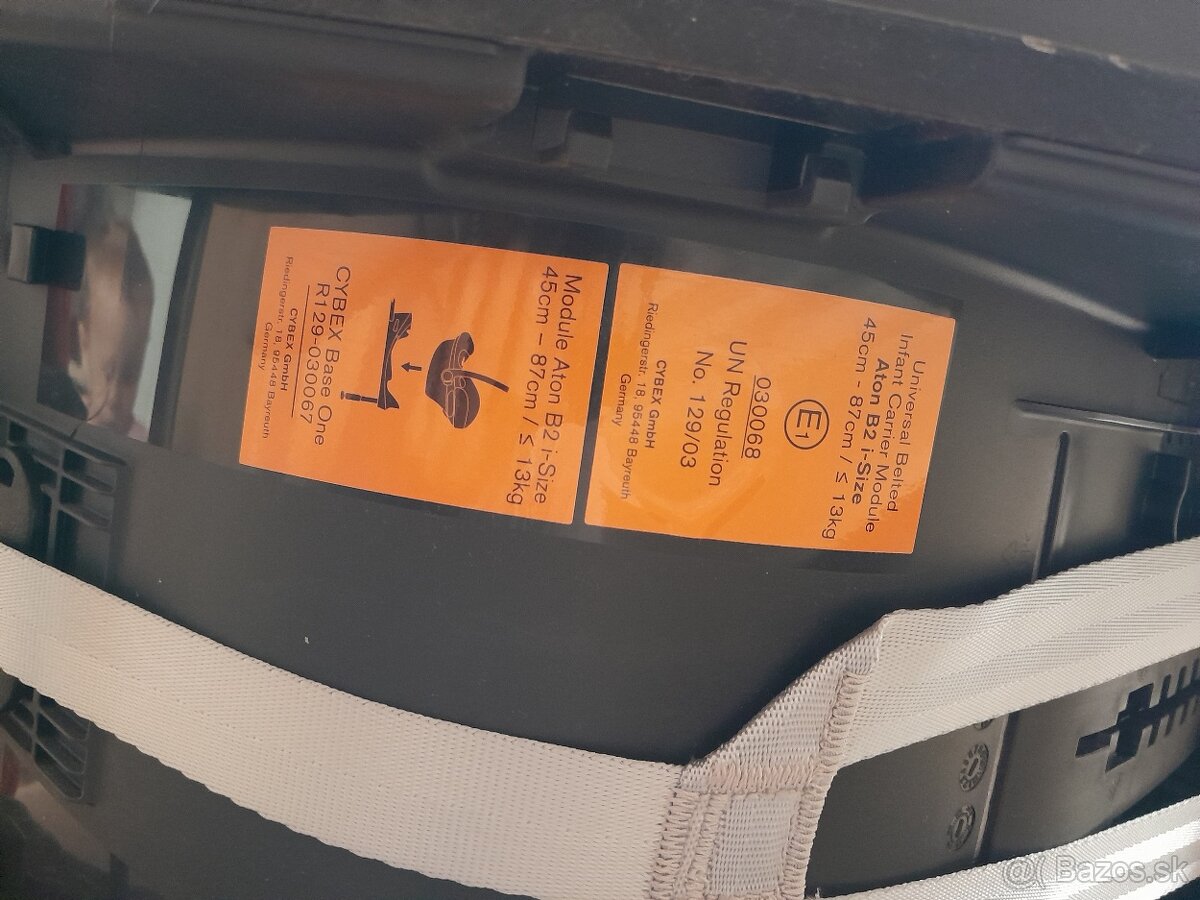 Universal Belted
Infant Carrier Module
Aton B2 i-Size
45cm - 87cm / ≤ 13kg
E1
030068
UN Regulation
No. 129/03
CYBEX GmbH
Riedingerstr. 18, 95448 Bayreuth
Germany
Module Aton B2 i-Size
45cm – 87cm / ≤ 13kg
CYBEX Base One
R129-030067
CYBEX GmbH
Riedingerstr. 18, 95448 Bayreuth
Germany
Bazos.sk